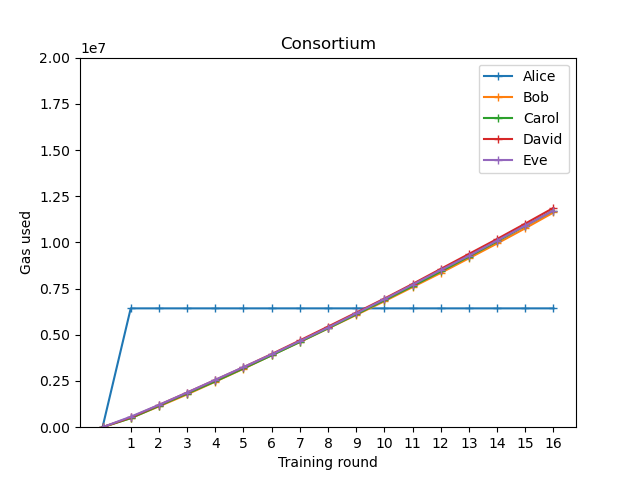 Consortium
1e7
2.00
1.75
1.50
1.25
1.00
0.75
0.50
0.25
0.00
Gas used
Alice
Bob
Carol
David
Eve
1 2 3 4 5 6 7 8 9 10 11 12 13 14 15 16
Training round